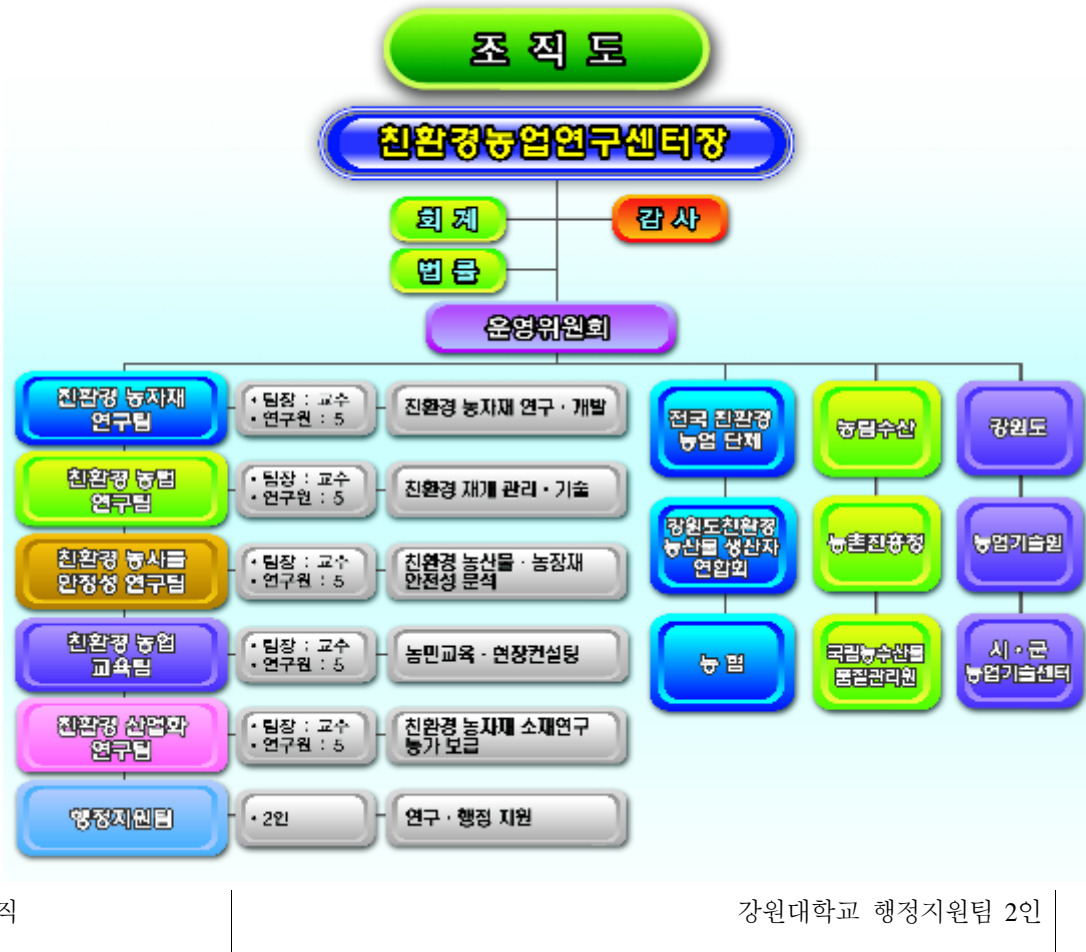 조 직 도
친환경농업연구센터장
회 계
감 사
법 률
운영위원회
친환경 농자재
연구팀
• 팀장 : 교수
• 연구원 : 5
친환경 농자재 연구 · 개발
친환경 농법
연구팀
• 팀장 : 교수
• 연구원 : 5
친환경 재개 관리 · 기술
친환경 농시물
안정성 연구팀
• 팀장 : 교수
• 연구원 : 5
친환경 농산물 · 농장재
안전성 분석
친환경 농업
교육팀
• 팀장 : 교수
• 연구원 : 5
농민교육 · 현장컨설팅
친환경 산업화
연구팀
• 팀장 : 교수
• 연구원 : 5
친환경 농자재 소재연구
농가 보급
행정지원팀
• 2인
연구 · 행정 지원
전국 친환경
농업 단체
강원도친환경
농산물 생산자
연합회
농 협
농림수산
농촌진흥청
국립농수산물
품질관리원
강원도
농업기술원
시 · 군
농업기술센터
직
강원대학교 행정지원팀 2인